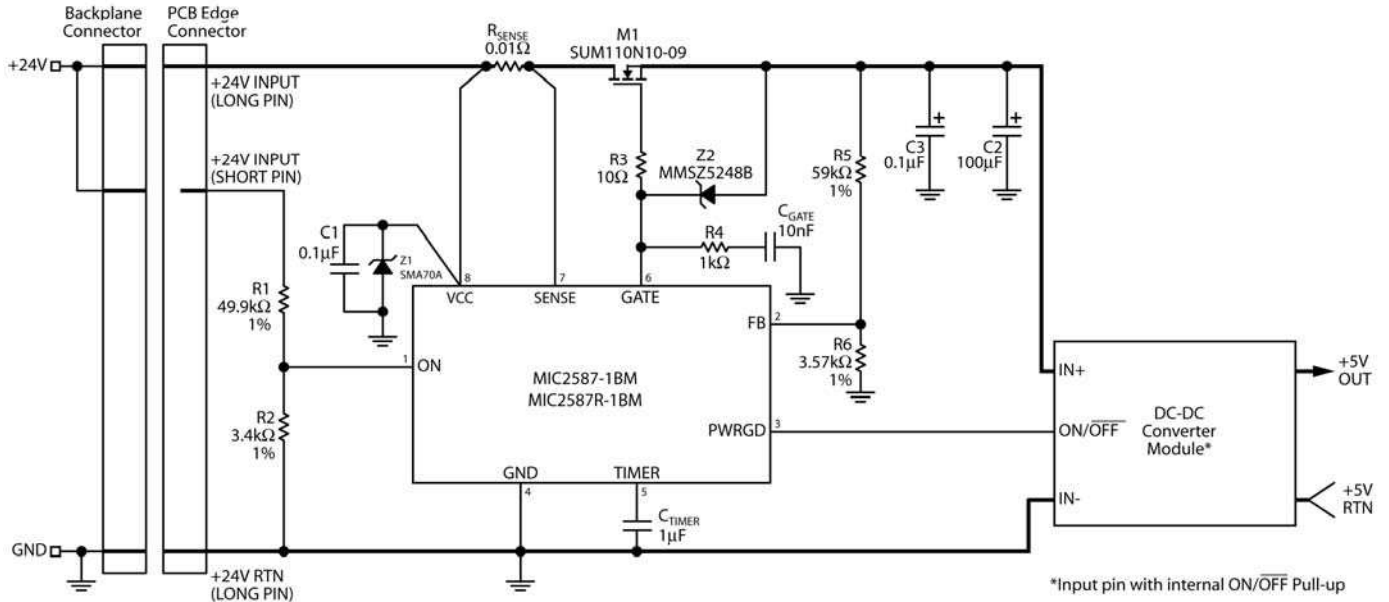 Backplane
Connector
PCB Edge
Connector
+24V
+24V INPUT
(LONG PIN)
+24V INPUT
(SHORT PIN)
RSENSE
0.01Ω
M1
SUM110N10-09
R3
10Ω
Z2
MMSZ5248B
R5
59kΩ
1%
C3
0.1µF
+
C2
100µF
+
CGATE
10nF
R4
1kΩ
C1
0.1µF
Z1
SMA70A
R1
49.9kΩ
1%
8
VCC
7
SENSE
6
GATE
FB
2
R6
3.57kΩ
1%
1
ON
MIC2587-1BM
MIC2587R-1BM
PWRGD
3
R2
3.4kΩ
1%
GND
4
TIMER
5
CTIMER
1µF
IN+
ON/OFF
IN-
DC-DC
Converter
Module*
+5V
OUT
+5V
RTN
GND
+24V RTN
(LONG PIN)
*Input pin with internal ON/OFF Pull-up